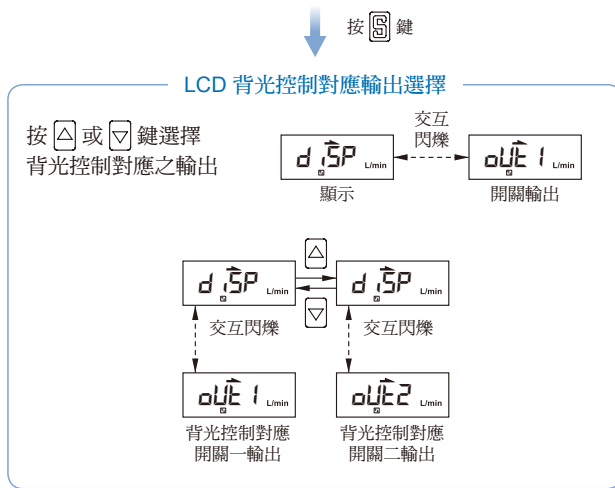 按 S 鍵
LCD 背光控制對應輸出選擇
按 △ 或 ▽ 鍵選擇
背光控制對應之輸出
交互
閃爍
diSP L/min
oUt1 L/min
顯示
開關輸出
△
diSP L/min
diSP L/min
▽
交互閃爍
交互閃爍
oUt1 L/min
oUt2 L/min
背光控制對應
開關一輸出
背光控制對應
開關二輸出